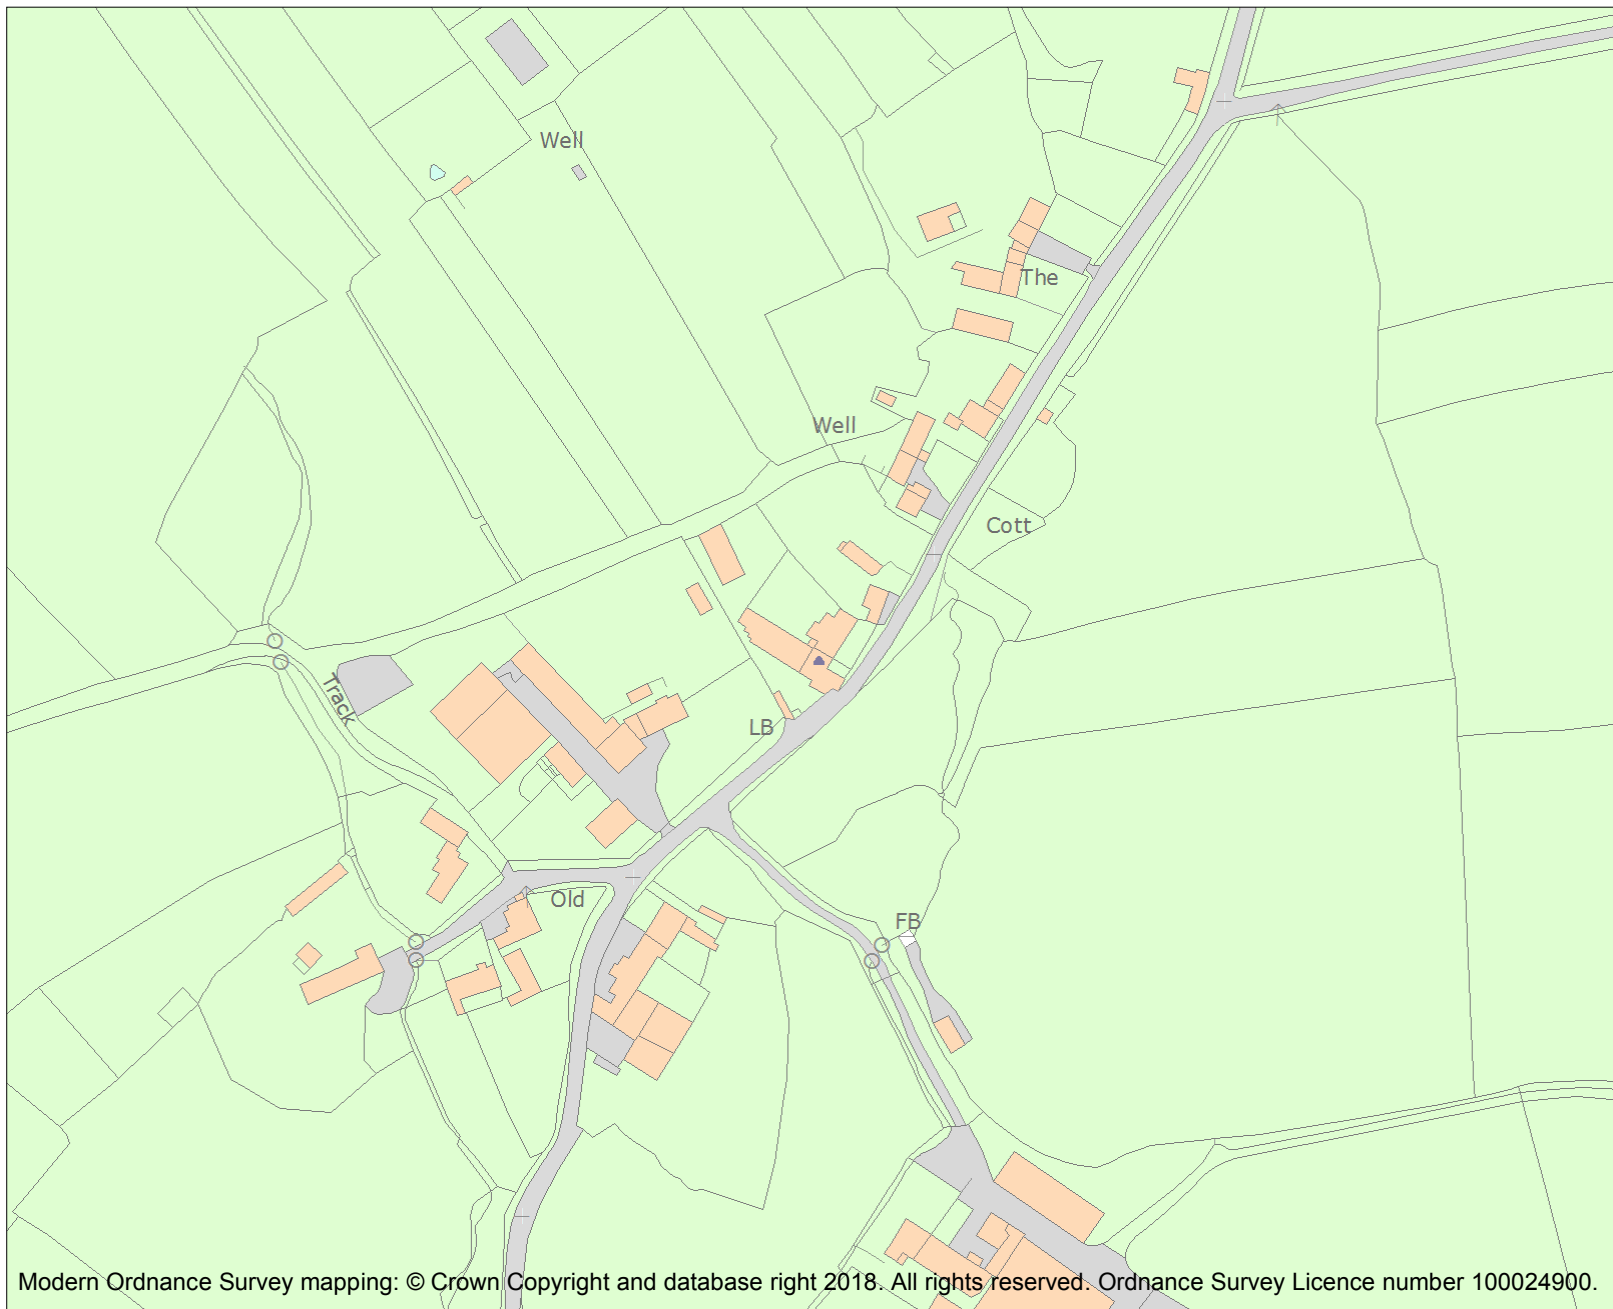 Well
The
Well
Cott
Track
LB
Old
FB
Modern Ordnance Survey mapping: © Crown Copyright and database right 2018. All rights reserved. Ordnance Survey Licence number 100024900.